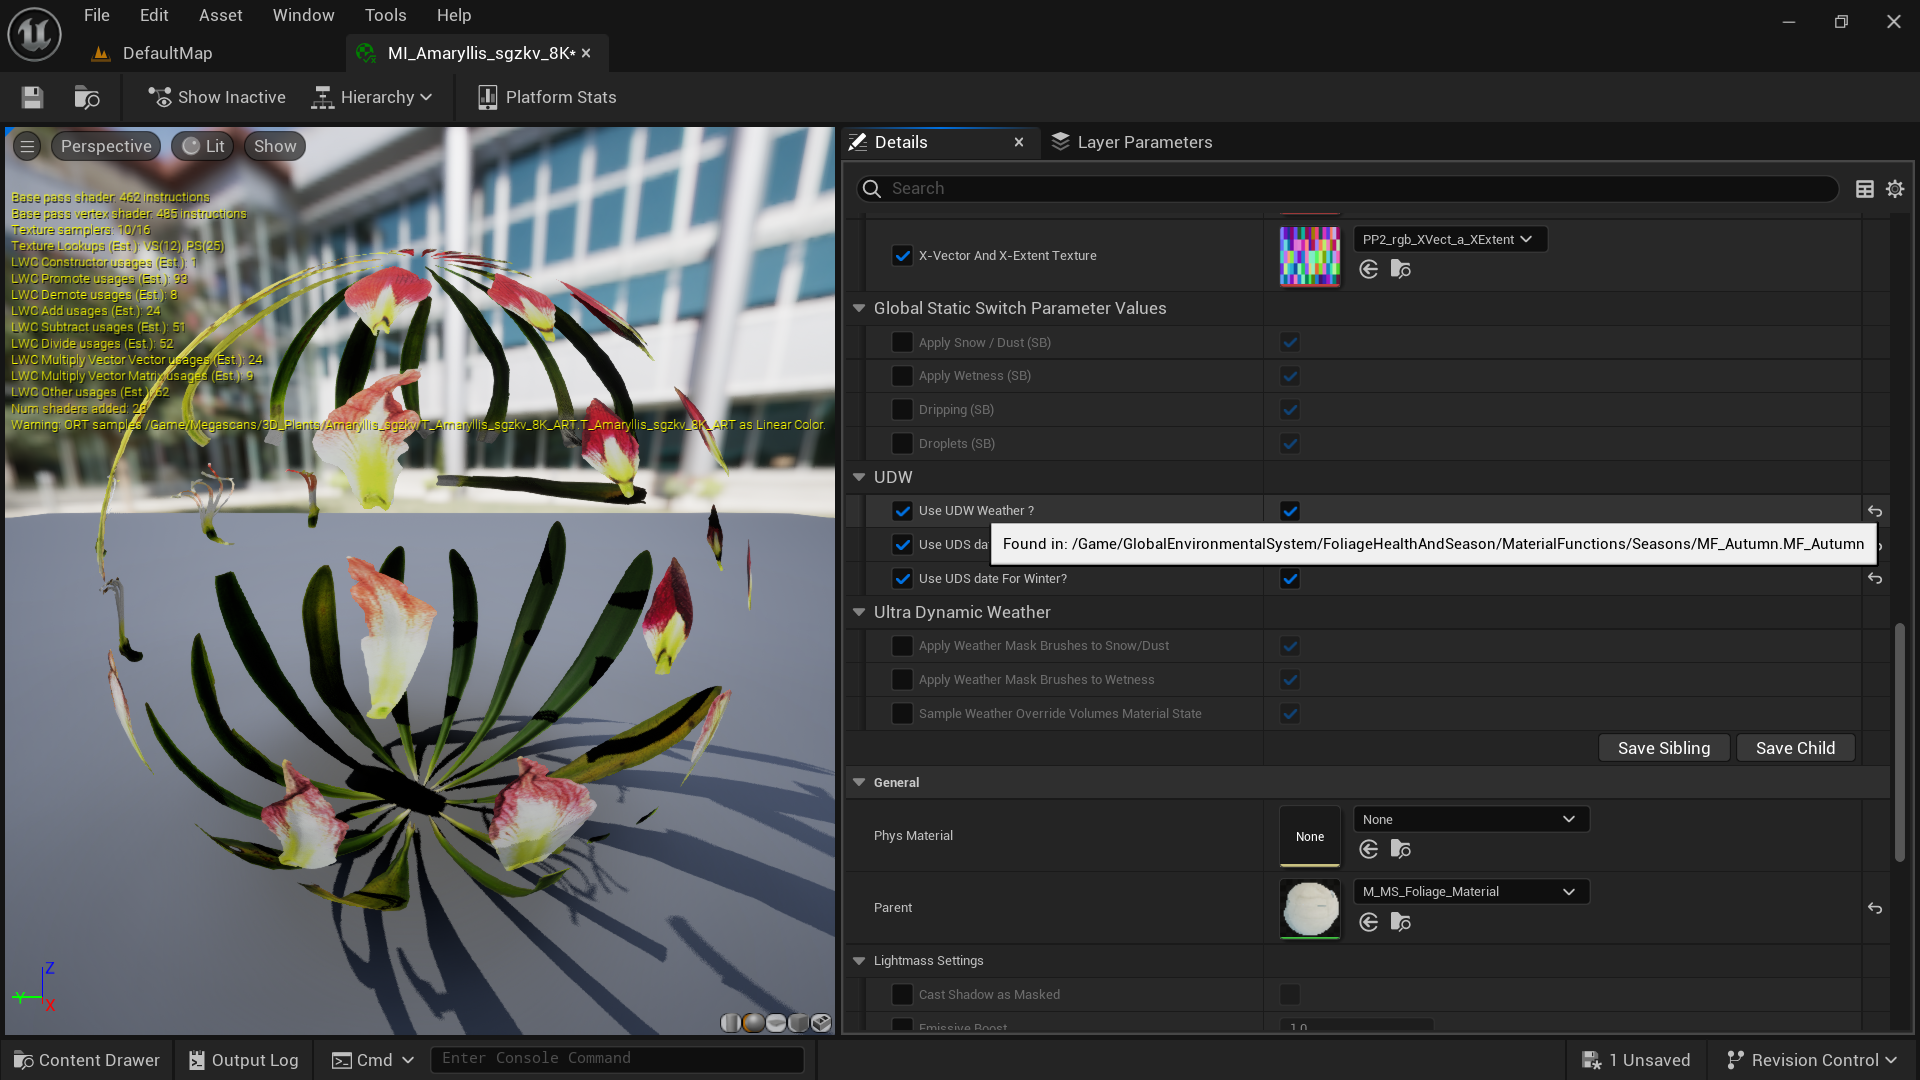 File Edit Asset Window Tools Help
DefaultMap
MI_Amaryllis_sgzkv_8K*
Show Inactive
Hierarchy
Platform Stats
Perspective
Lit
Show
Base pass shader: 462 instructions
Base pass vertex shader: 485 instructions
Texture samplers: 10/16
Texture Lookups (Est.): VS(12), PS(25)
LWC Constructor usages (Est.): 1
LWC Promote usages (Est.): 93
LWC Demote usages (Est.): 8
LWC Add usages (Est.): 24
LWC Subtract usages (Est.): 51
LWC Divide usages (Est.): 52
LWC Multiply Vector Vector usages (Est.): 24
LWC Multiply Vector Matrix usages (Est.): 9
LWC Other usages (Est.): 62
Num shaders added: 28
Warning: ORT samples /Game/Megascans/3D_Plants/Amaryllis_sgzkv/T_Amaryllis_sgzkv_8K_ART.T_Amaryllis_sgzkv_8K_ART as Linear Color.
Z
Y
X
Details
Layer Parameters
Search
X-Vector And X-Extent Texture
PP2_rgb_XVect_a_XExtent
Global Static Switch Parameter Values
Apply Snow / Dust (SB)
Apply Wetness (SB)
Dripping (SB)
Droplets (SB)
UDW
Use UDW Weather ?
Use UDS da
Found in: /Game/GlobalEnvironmentalSystem/FoliageHealthAndSeason/MaterialFunctions/Seasons/MF_Autumn.MF_Autumn
Use UDS date For Winter?
Ultra Dynamic Weather
Apply Weather Mask Brushes to Snow/Dust
Apply Weather Mask Brushes to Wetness
Sample Weather Override Volumes Material State
Save Sibling
Save Child
General
Phys Material
None
None
Parent
M_MS_Foliage_Material
Lightmass Settings
Cast Shadow as Masked
Emissive Boost
1.0
Content Drawer
Output Log
Cmd
Enter Console Command
1 Unsaved
Revision Control